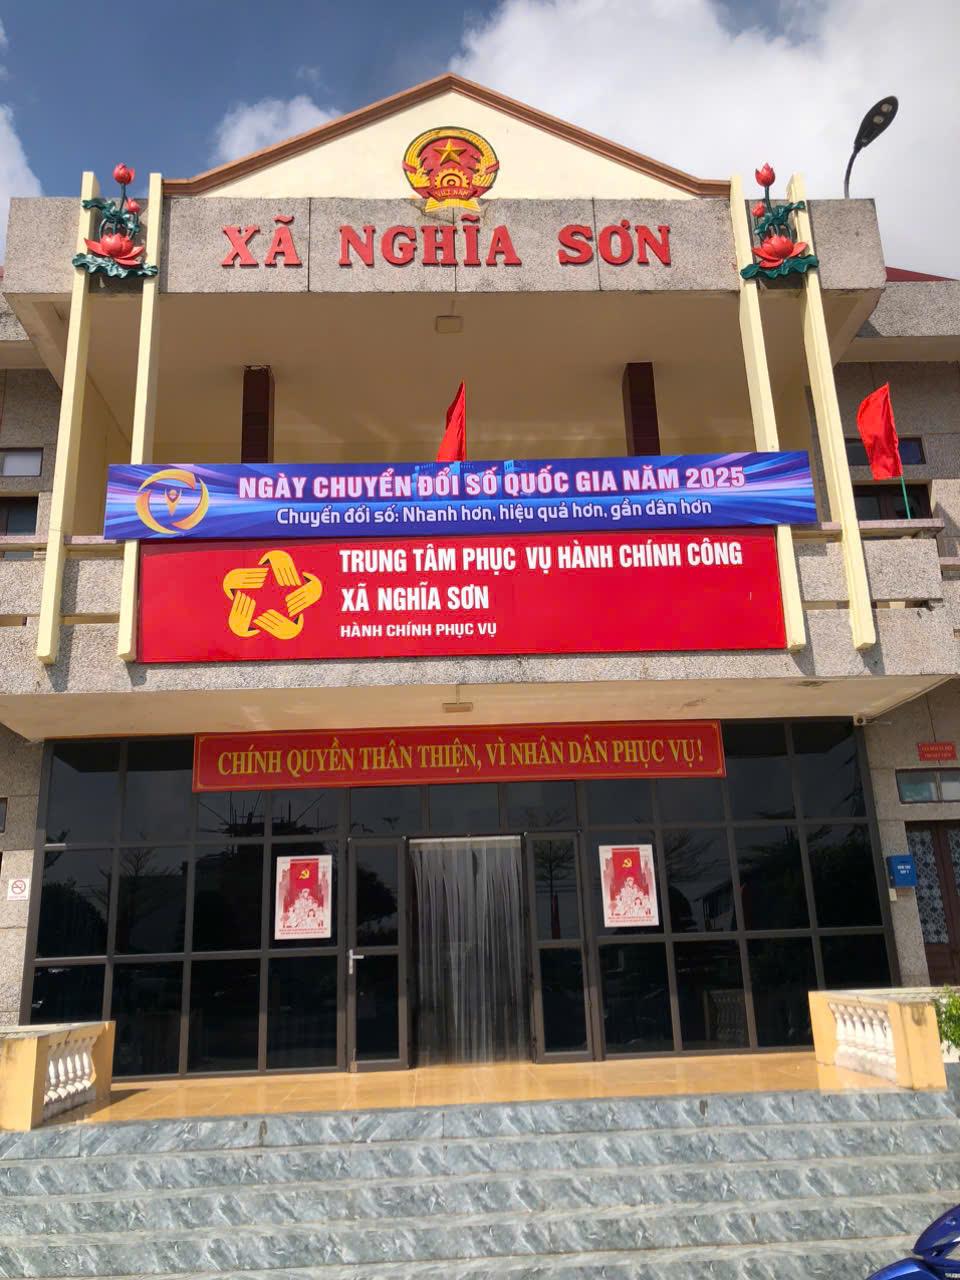 VIỆT NAM
XÃ NGHĨA SƠN
NGÀY CHUYỂN ĐỔI SỐ QUỐC GIA NĂM 2025
Chuyển đổi số: Nhanh hơn, hiệu quả hơn, gần dân hơn
TRUNG TÂM PHỤC VỤ HÀNH CHÍNH CÔNG
XÃ NGHĨA SƠN
HÀNH CHÍNH PHỤC VỤ
CHÍNH QUYỀN THÂN THIỆN, VÌ NHÂN DÂN PHỤC VỤ!